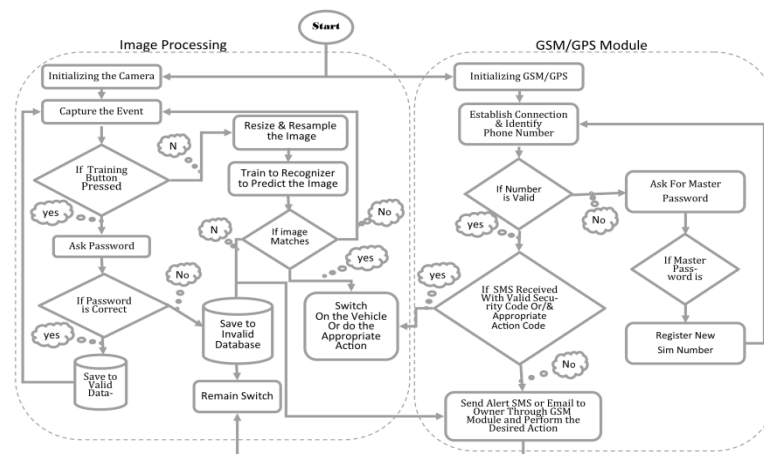 Start
Image Processing
GSM/GPS Module
Initializing the Camera
Capture the Event
If Training
Button
Pressed
N
yes
Ask Password
If Password
is Correct
No
yes
Save to
Valid
Data-
Resize & Resample
the Image
Train to Recognizer
to Predict the Image
If image
Matches
N
No
yes
Save to
Invalid
Database
Remain Switch
Switch
On the Vehicle
Or do the
Appropriate
Action
Initializing GSM/GPS
Establish Connection
& Identify
Phone Number
If Number
is Valid
No
yes
Ask For Master
Password
If Master
Pass-
word is
Register New
Sim Number
If SMS Received
With Valid Secu-
rity Code Or/&
Appropriate
Action Code
yes
No
Send Alert SMS or Email to
Owner Through GSM
Module and Perform the
Desired Action